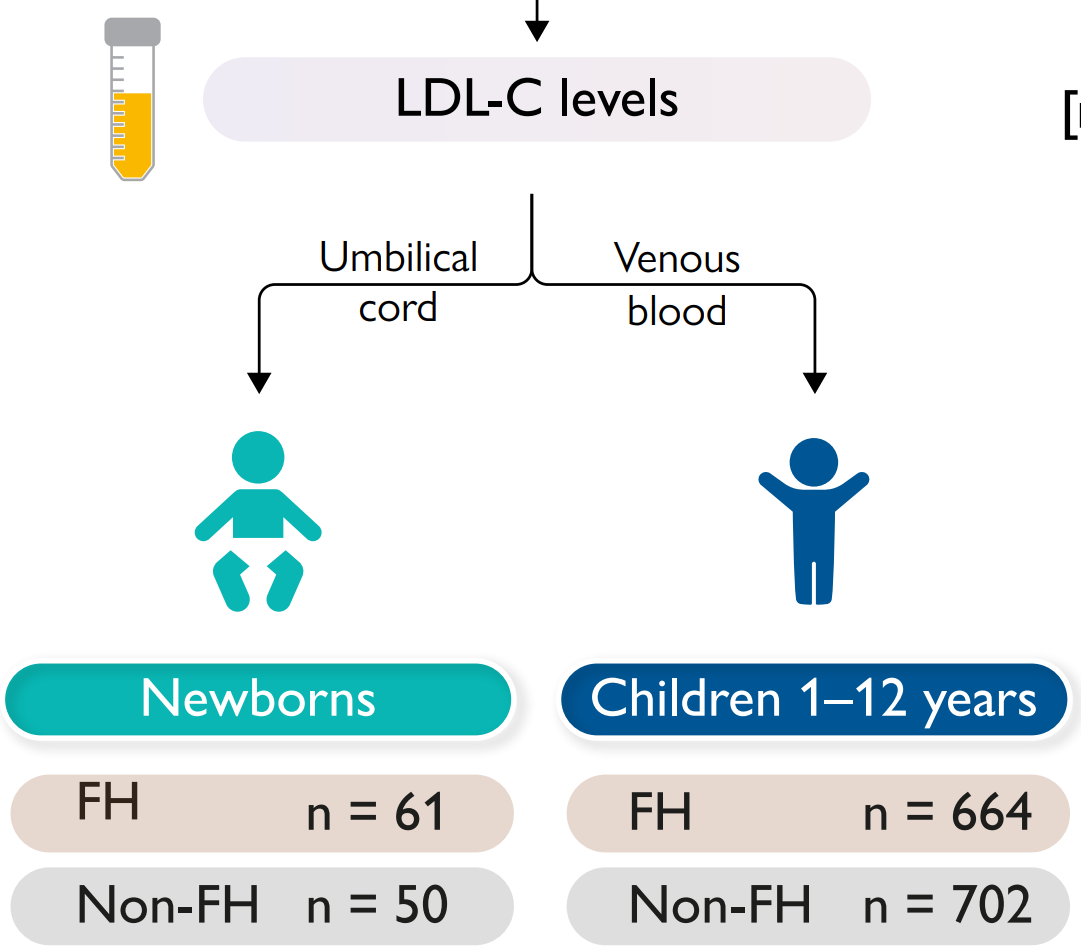 LDL-C levels
[
Umbilical
cord
Venous
blood
Newborns
Children 1–12 years
FH n = 61
FH n = 664
Non-FH n = 50
Non-FH n = 702